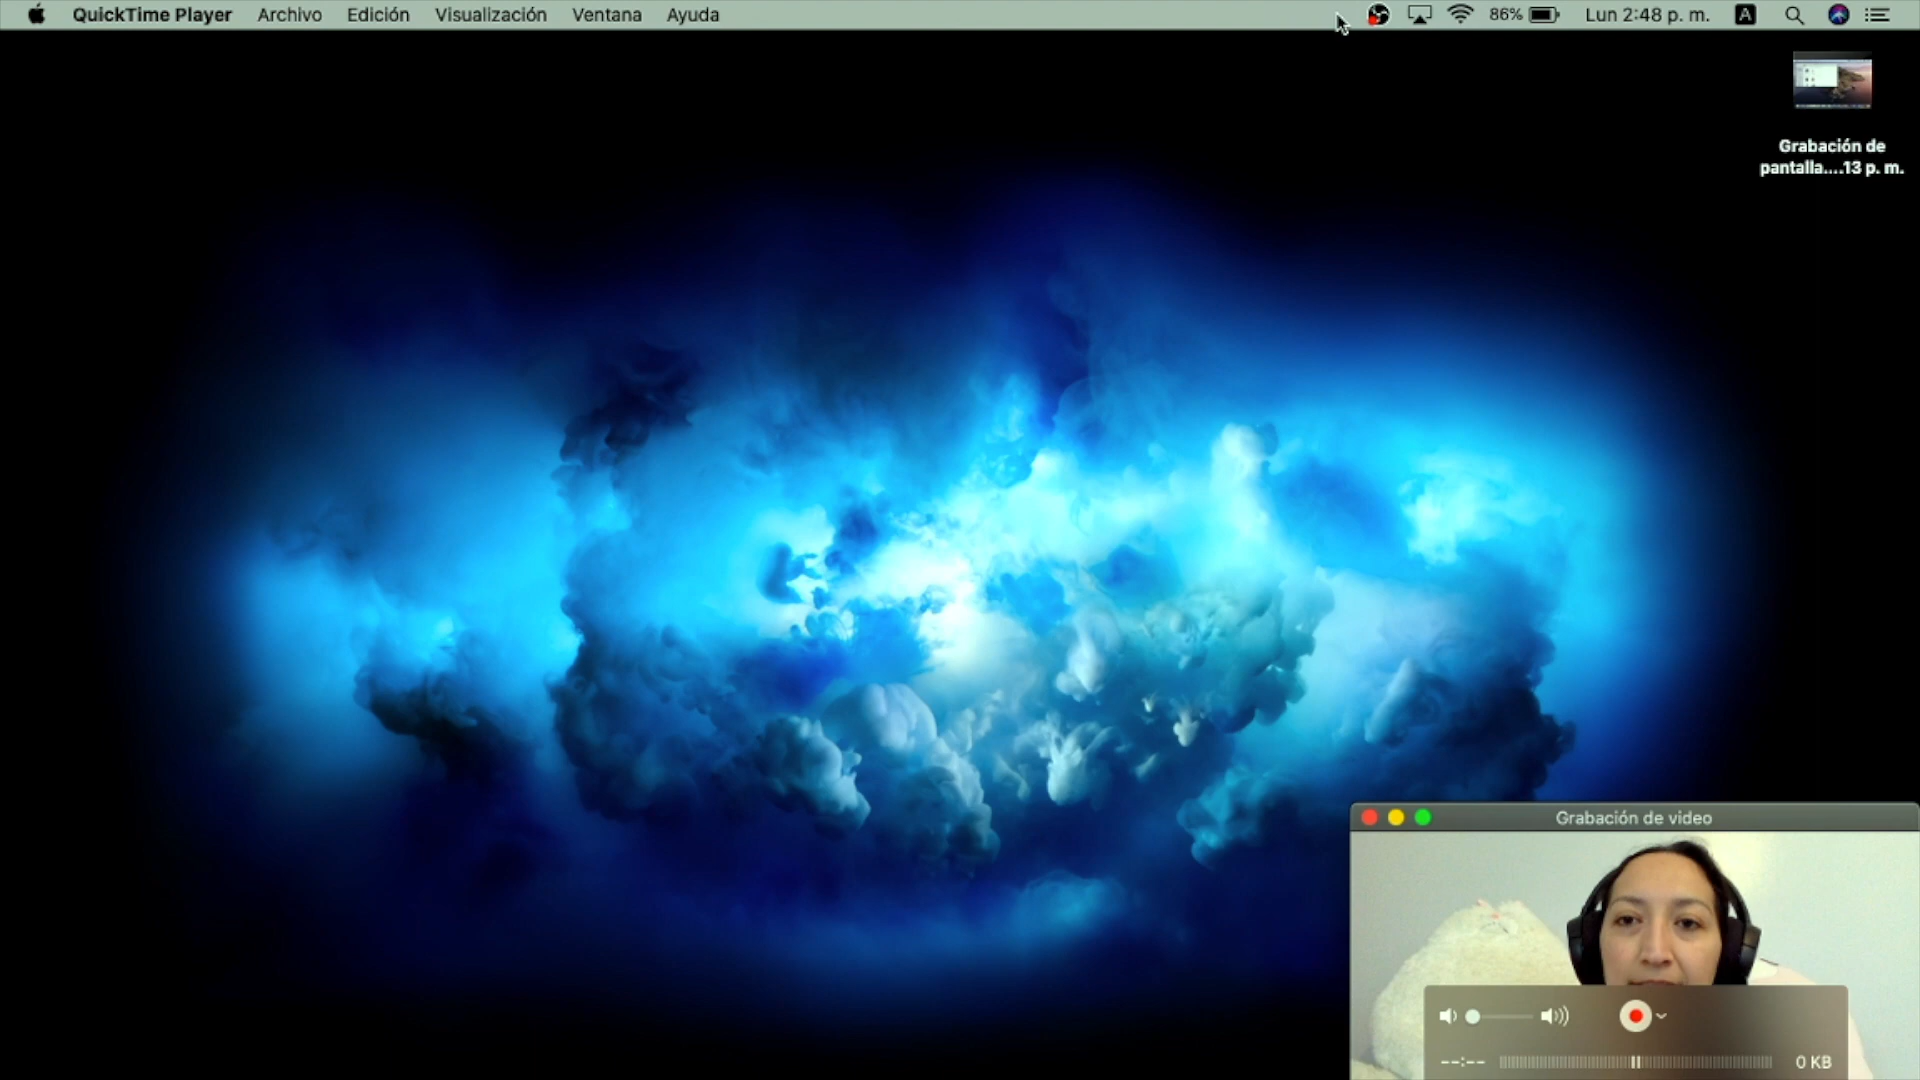 QuickTime Player Archivo Edición Visualización Ventana Ayuda 86% Lun 2:48 p. m. A
Grabación de
pantalla....13 p. m.
Grabación de video
--:--
0 KB